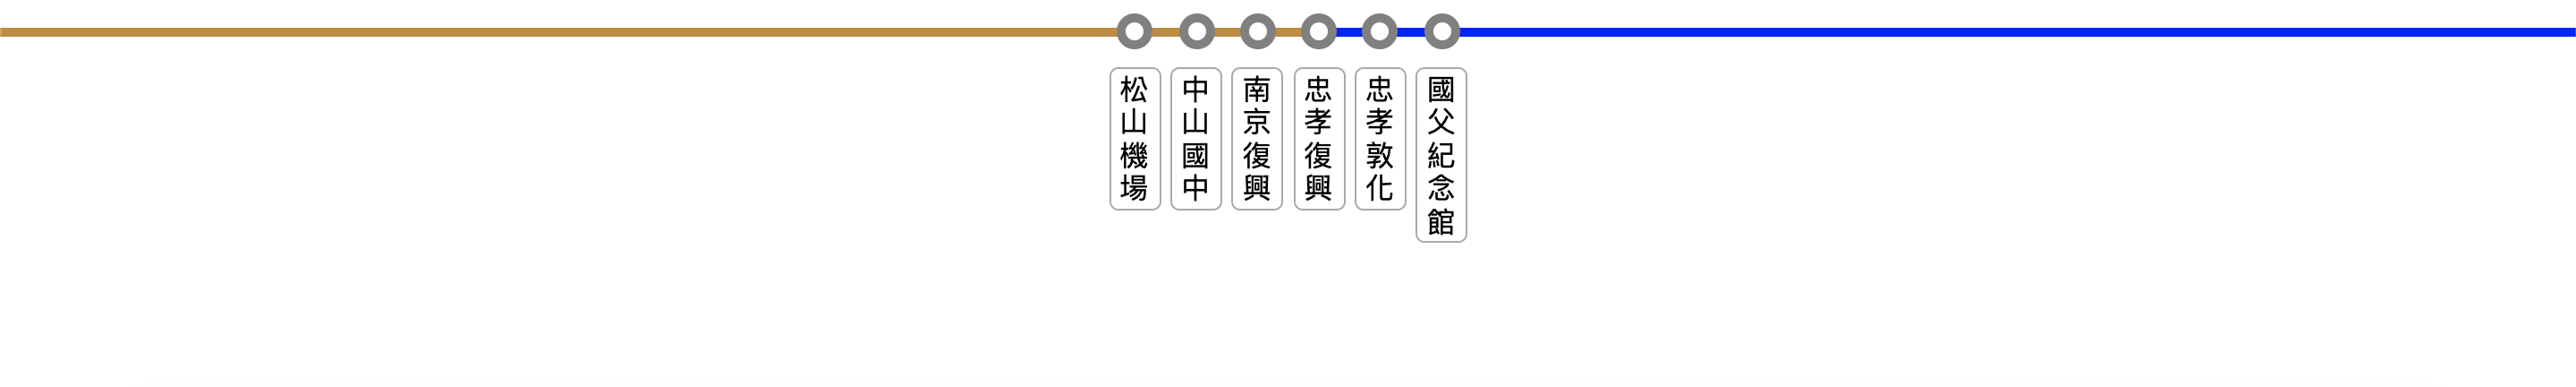 松山機場
中山國中
南京復興
忠孝復興
忠孝敦化
國父紀念館